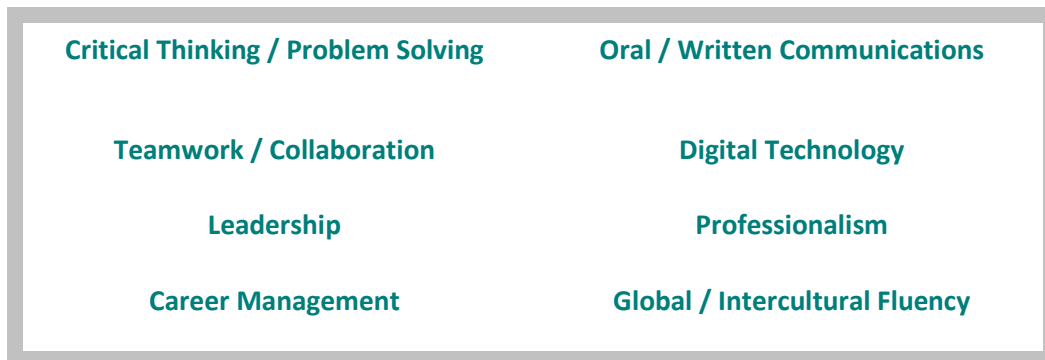 Critical Thinking / Problem Solving
Oral / Written Communications
Teamwork / Collaboration
Digital Technology
Leadership
Professionalism
Career Management
Global / Intercultural Fluency